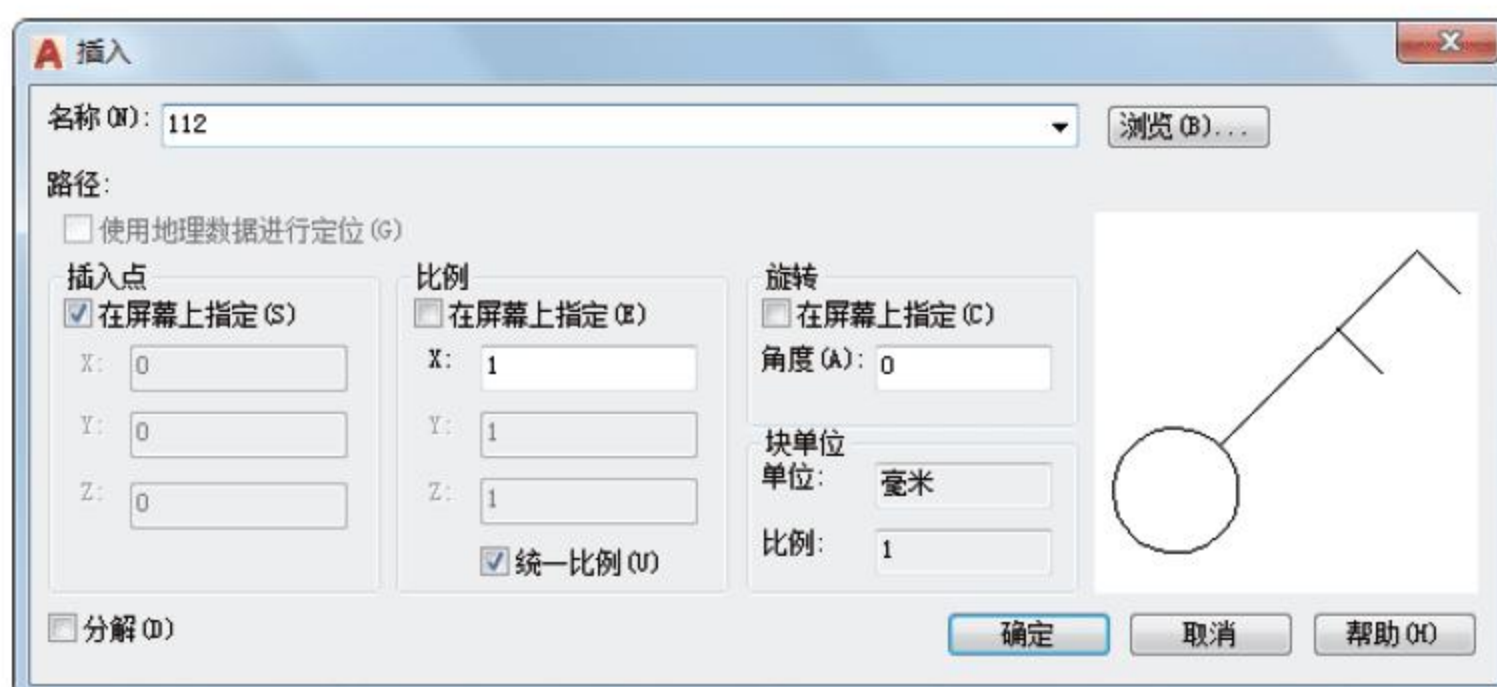 插入
名称(N): 112 浏览(B)...
路径:
使用地理数据进行定位(G)
插入点 比例 旋转
在屏幕上指定(S) 在屏幕上指定(E) 在屏幕上指定(C)
X: 0 X: 1 角度(A): 0
Y: 0 Y: 1 块单位
单位: 毫米
Z: 0 Z: 1
比例: 1
统一比例(U)
分解(D) 确定 取消 帮助(H)